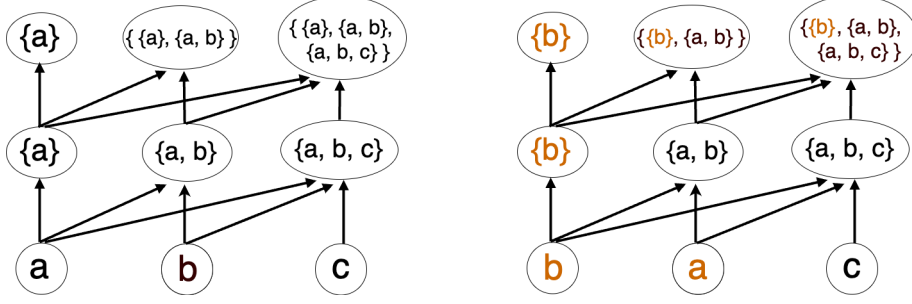 {a}
{ {a}, {a, b} }
{ {a}, {a, b},
{a, b, c} }
{a}
{a, b}
{a, b, c}
a
b
c
{b}
{{b}, {a, b} }
{{b}, {a, b},
{a, b, c} }
{b}
{a, b}
{a, b, c}
b
a
c